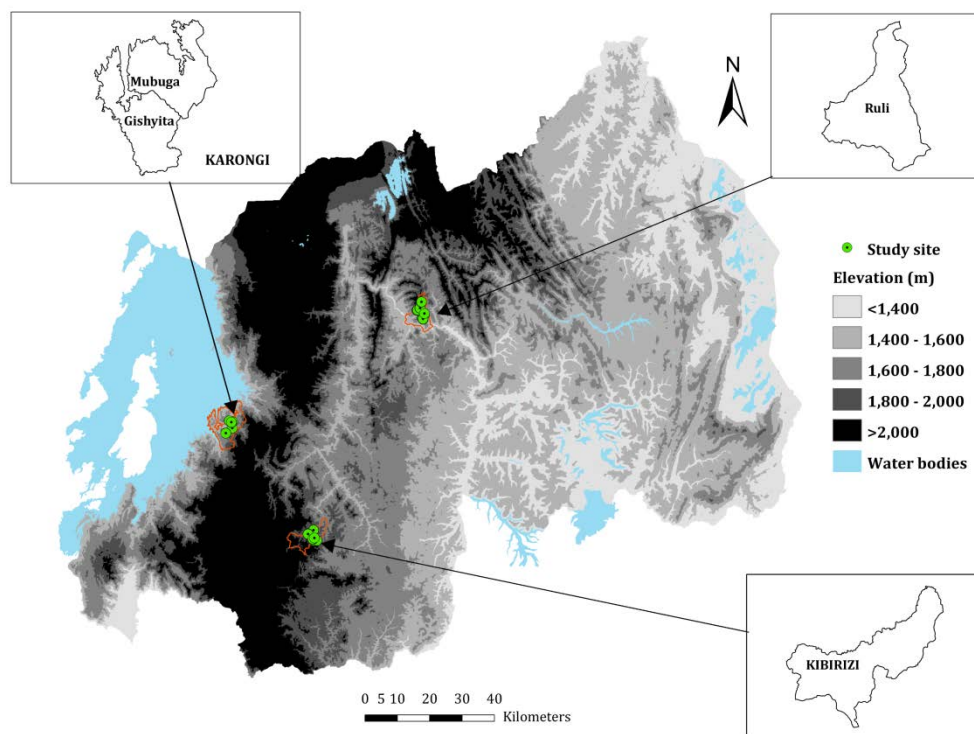 Mubuga
Gishyita
KARONGI
Ruli
N
Study site
Elevation (m)
<1,400
1,400 - 1,600
1,600 - 1,800
1,800 - 2,000
>2,000
Water bodies
KIBIRIZI
0 5 10 20 30 40
Kilometers